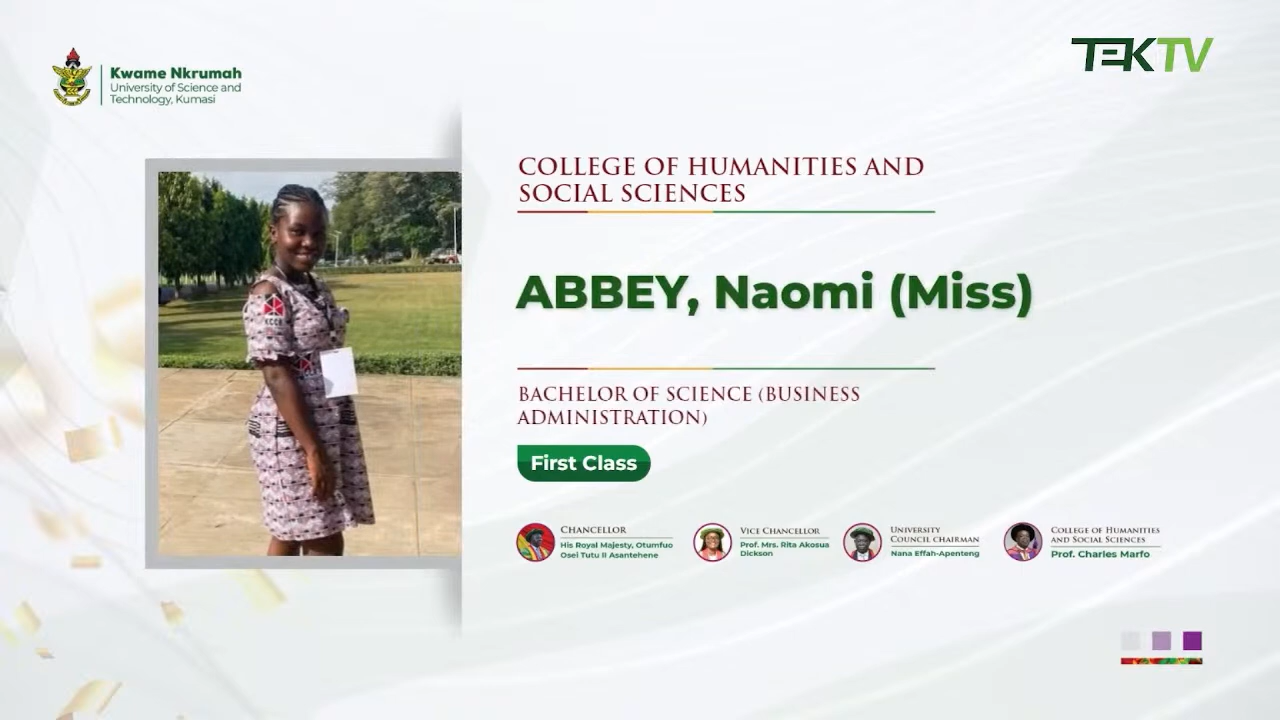 TEKTV
Kwame Nkrumah
University of Science and
Technology, Kumasi
COLLEGE OF HUMANITIES AND
SOCIAL SCIENCES
ABBEY, Naomi (Miss)
BACHELOR OF SCIENCE (BUSINESS
ADMINISTRATION)
First Class
KCCR
CHANCELLOR
His Royal Majesty, Otumfuo
Osei Tutu II Asantehene
VICE CHANCELLOR
Prof. Mrs. Rita Akosua
Dickson
UNIVERSITY
COUNCIL CHAIRMAN
Nana Effah-Apenteng
COLLEGE OF HUMANITIES
AND SOCIAL SCIENCES
Prof. Charles Marfo